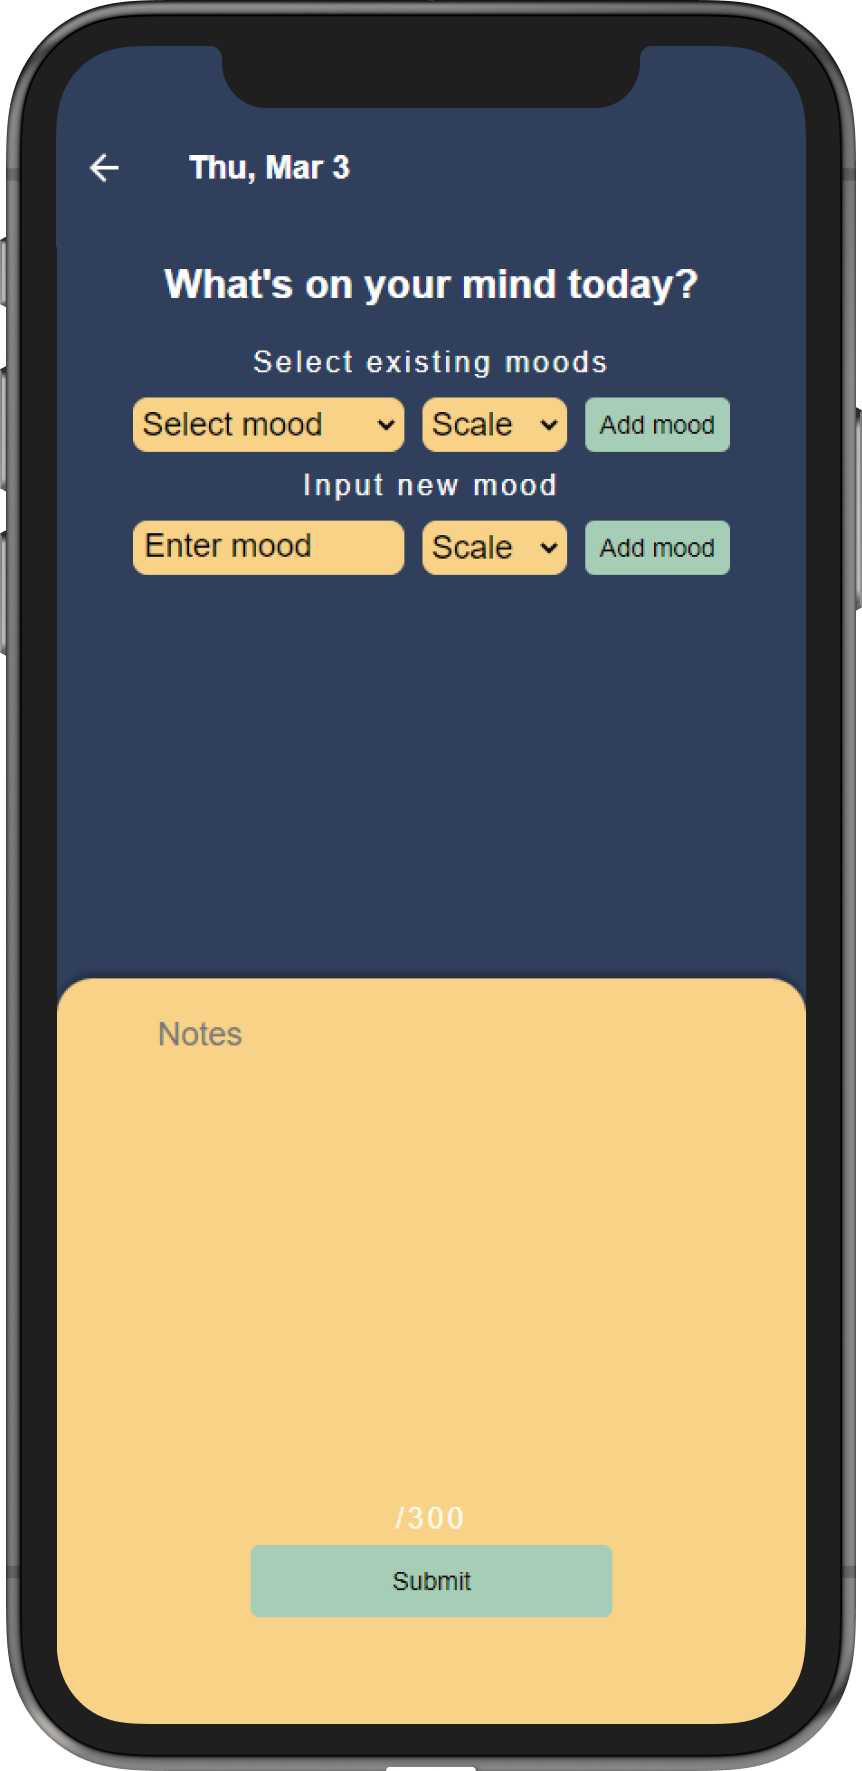 Thu, Mar 3
What's on your mind today?
Select existing moods
Select mood Scale Add mood
Input new mood
Enter mood Scale Add mood
Notes
/300
Submit